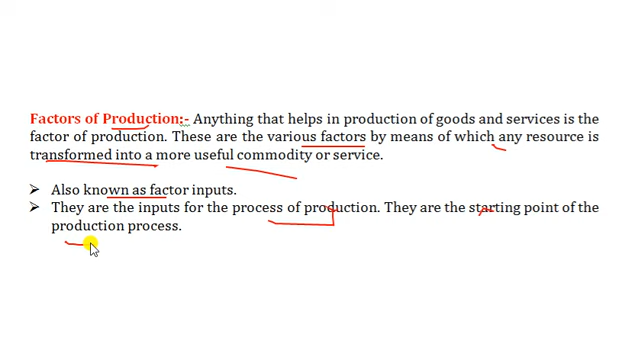 Factors of Production:- Anything that helps in production of goods and services is the
factor of production. These are the various factors by means of which any resource is
transformed into a more useful commodity or service.
➢ Also known as factor inputs.
➢ They are the inputs for the process of production. They are the starting point of the
production process.